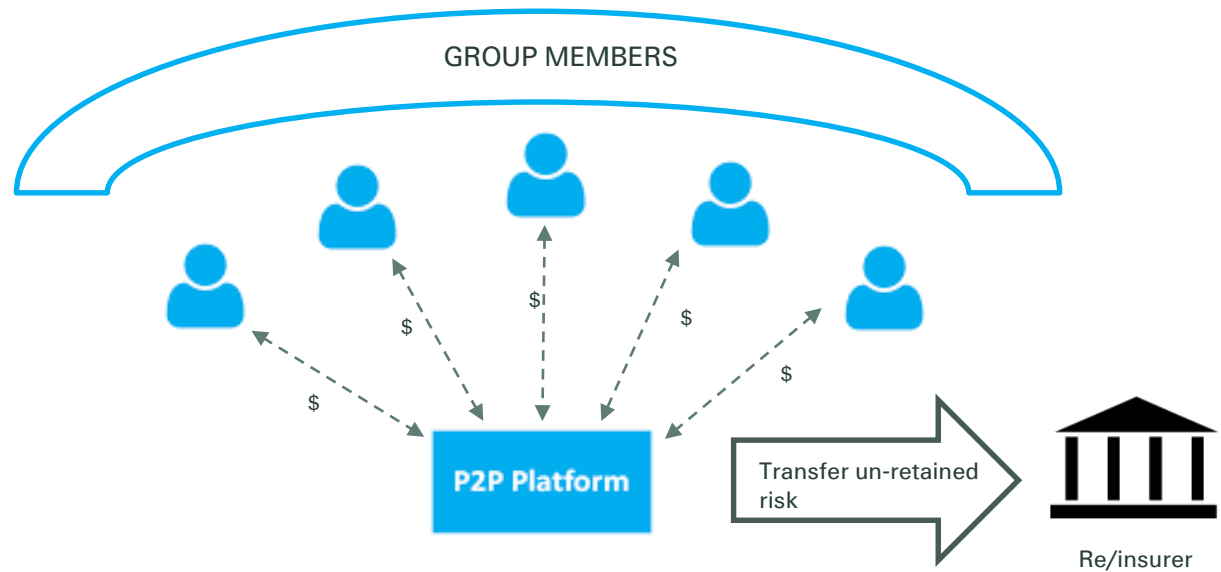 GROUP MEMBERS
$
$
$
$
$
P2P Platform
Transfer un-retained
risk
Re/insurer